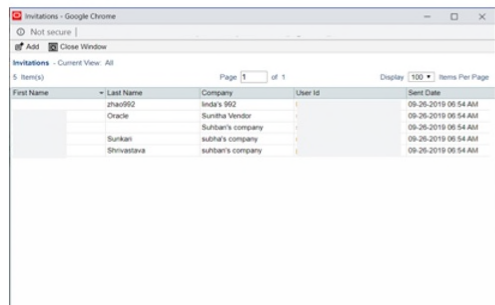 Invitations - Google Chrome
Not secure
Add Close Window
Invitations - Current View: All
5 Item(s) Page 1 of 1 Display 100 Items Per Page
First Name Last Name Company User Id Sent Date
zhao992 linda's 992 09-26-2019 06:54 AM
Oracle Sunitha Vendor 09-26-2019 06:54 AM
Suhban's company 09-26-2019 06:54 AM
Sunkari subha's company 09-26-2019 06:54 AM
Shrivastava suhban's company 09-26-2019 06:54 AM